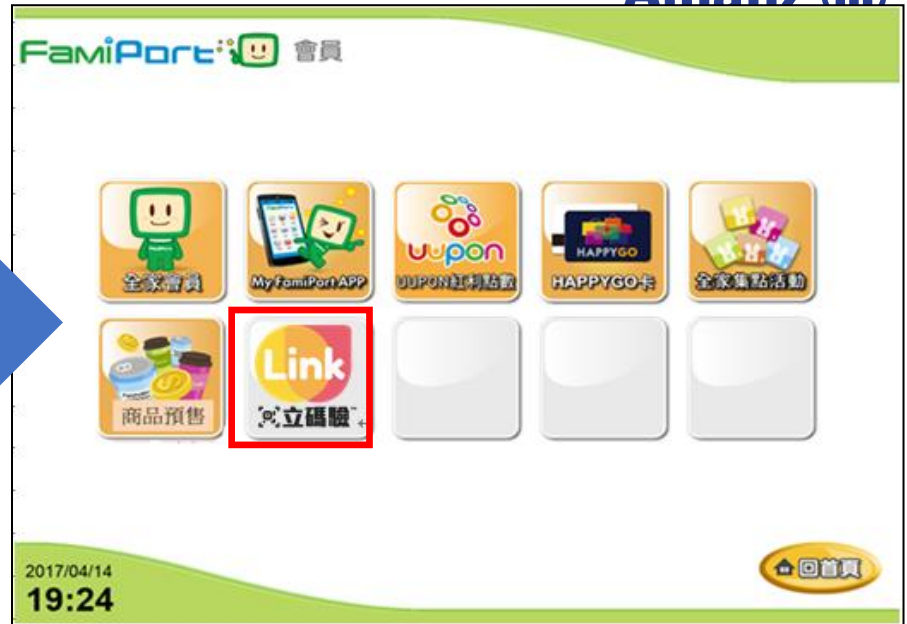 FamiPort 會員
全家會員
My FamiPort APP
uupon
UUPON紅利點數
HAPPYGO
HAPPYGO卡
全家集點活動
商品預售
Link
立碼驗
2017/04/14
19:24
回首頁